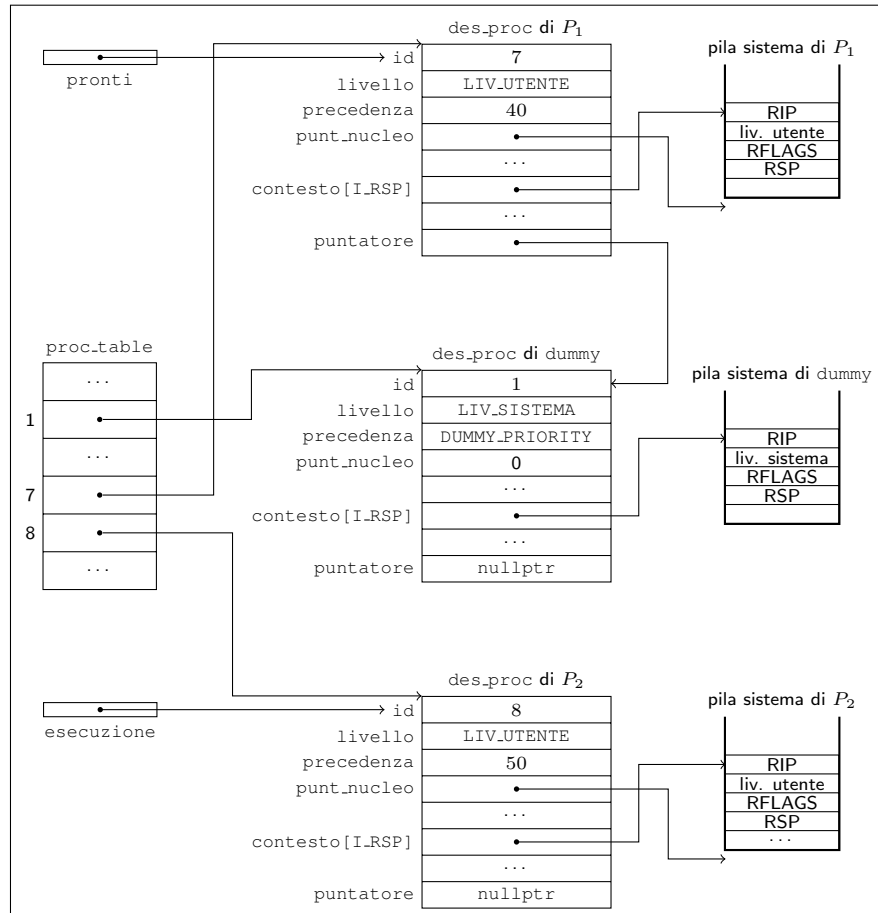 des_proc di P1
pila sistema di P1
pronti
id 7
livello LIV_UTENTE
precedenza 40
punt_nucleo
...
contesto[I_RSP]
...
puntatore
RIP
liv. utente
RFLAGS
RSP
proc_table
...
1
...
7
8
...
des_proc di dummy
pila sistema di dummy
id 1
livello LIV_SISTEMA
precedenza DUMMY_PRIORITY
punt_nucleo 0
...
contesto[I_RSP]
...
puntatore nullptr
RIP
liv. sistema
RFLAGS
RSP
des_proc di P2
pila sistema di P2
esecuzione
id 8
livello LIV_UTENTE
precedenza 50
punt_nucleo
...
contesto[I_RSP]
...
puntatore nullptr
RIP
liv. utente
RFLAGS
RSP
...